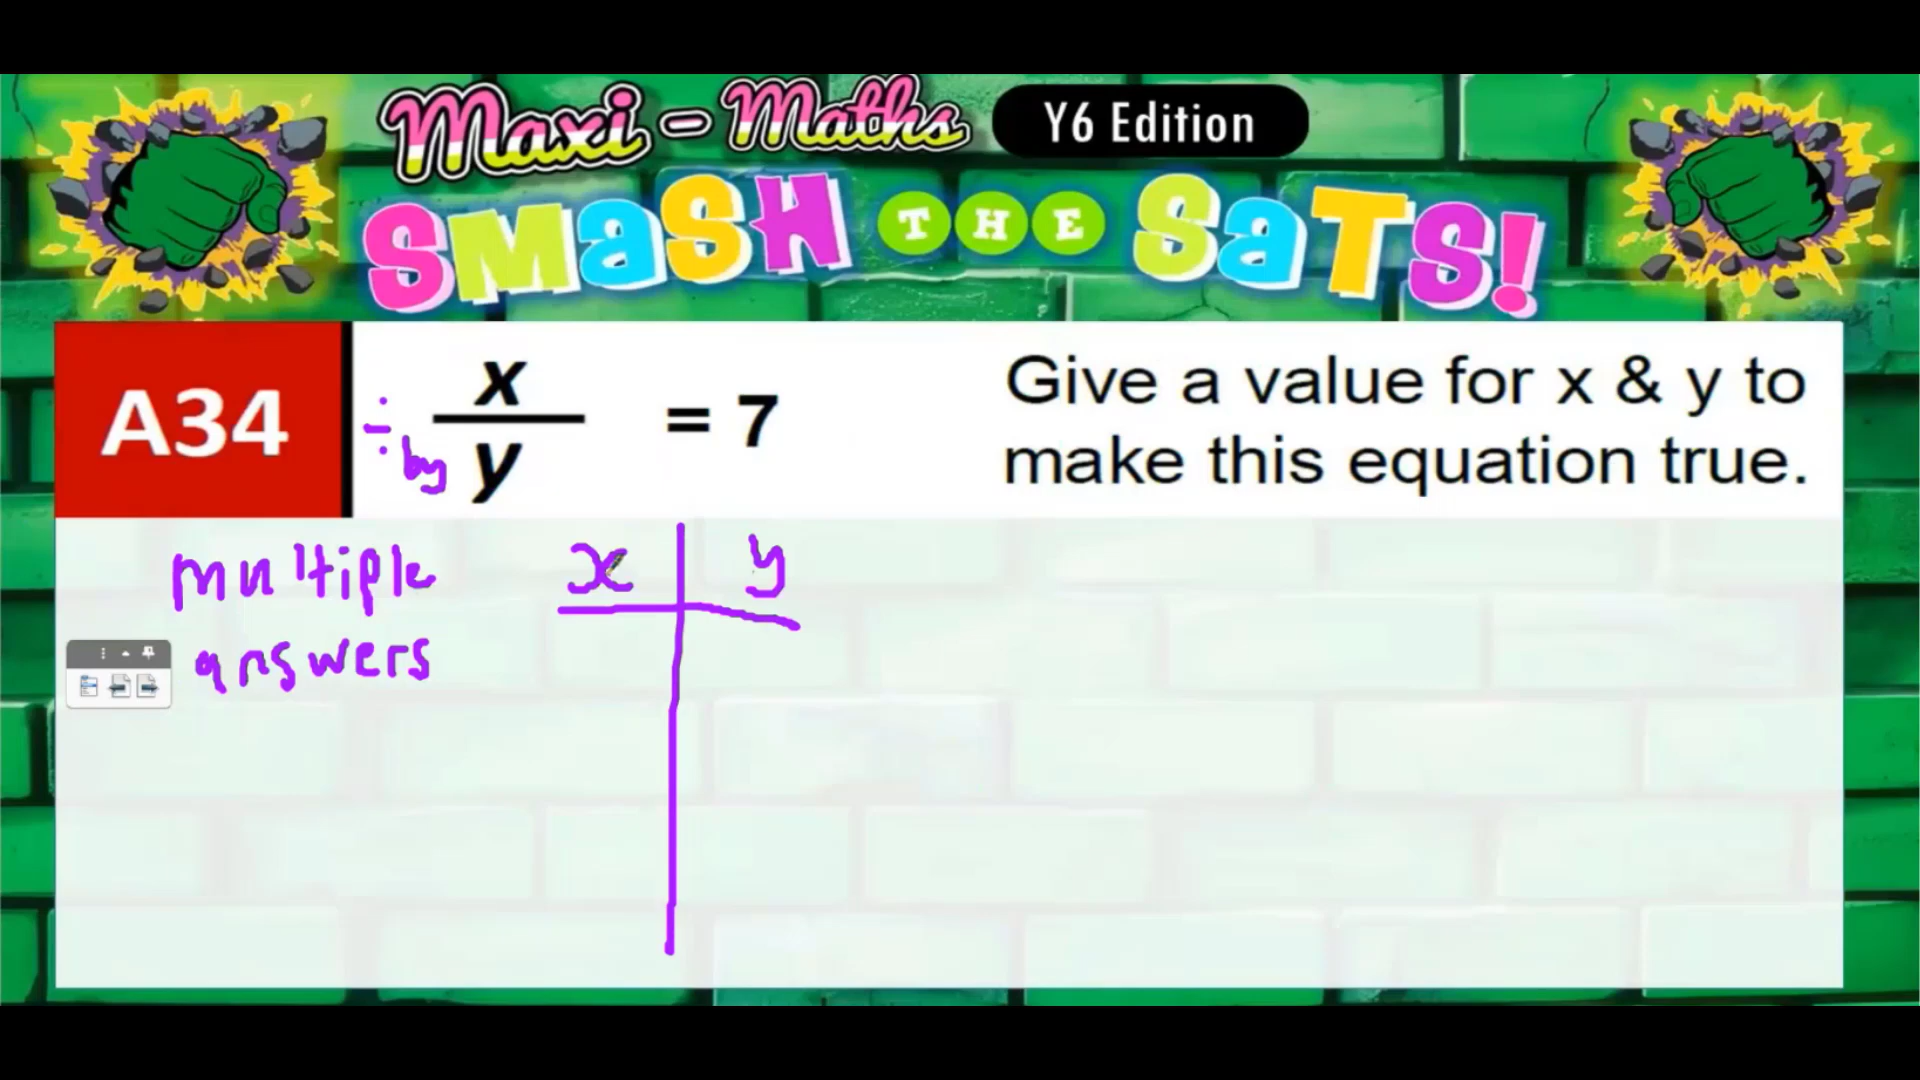 Maxi-Maths Y6 Edition
SMASH THE SATS!
A34
x
= 7
÷ by y
Give a value for x & y to
make this equation true.
multiple
answers
x y